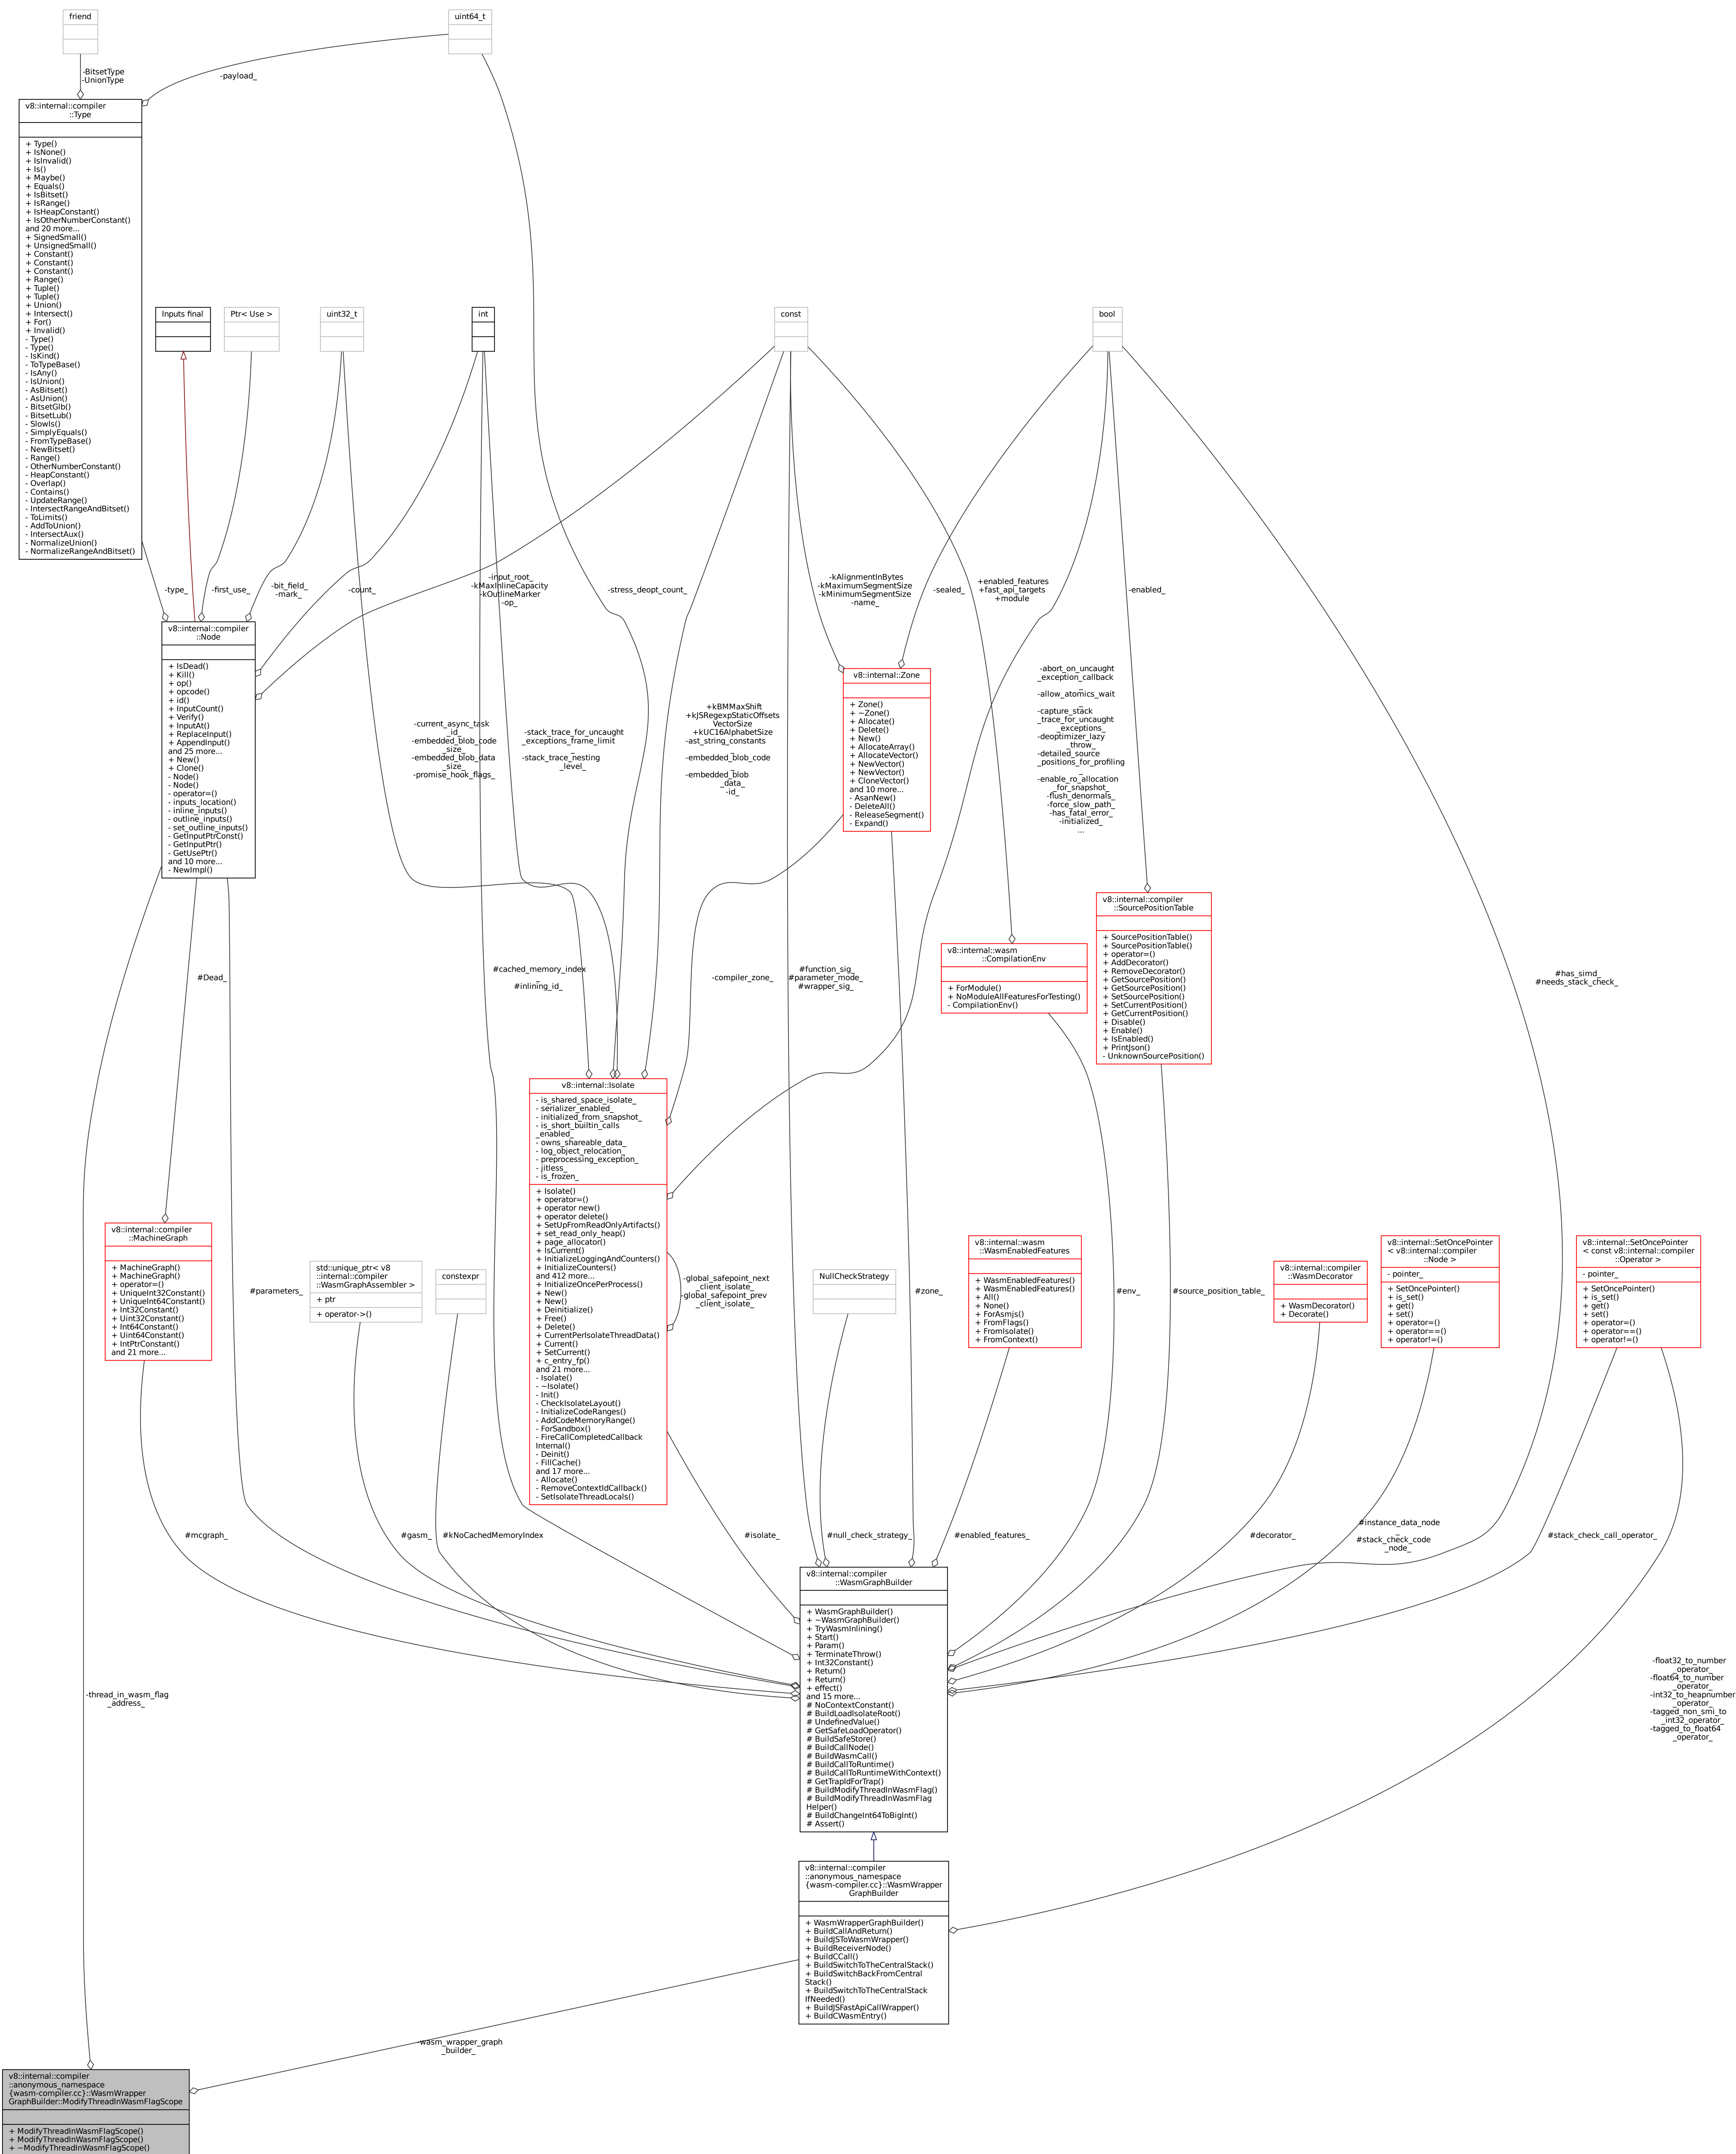 friend
uint64_t
-BitsetType
-UnionType
-payload_
v8::internal::compiler
::Type
+ Type()
+ IsNone()
+ IsInvalid()
+ Is()
+ Maybe()
+ Equals()
+ IsBitset()
+ IsRange()
+ IsHeapConstant()
+ IsOtherNumberConstant()
and 20 more...
+ SignedSmall()
+ UnsignedSmall()
+ Constant()
+ Constant()
+ Constant()
+ Range()
+ Tuple()
+ Tuple()
+ Union()
+ Intersect()
+ For()
+ Invalid()
- Type()
- Type()
- IsKind()
- ToTypeBase()
- IsAny()
- IsUnion()
- AsBitset()
- AsUnion()
- BitsetGlb()
- BitsetLub()
- SlowIs()
- SimplyEquals()
- FromTypeBase()
- NewBitset()
- Range()
- OtherNumberConstant()
- HeapConstant()
- Overlap()
- Contains()
- UpdateRange()
- IntersectRangeAndBitset()
- ToLimits()
- AddToUnion()
- IntersectAux()
- NormalizeUnion()
- NormalizeRangeAndBitset()
Inputs final
Ptr< Use >
uint32_t
int
const
bool
-type_
-first_use_
-bit_field_
-mark_
-count_
-input_root_
-kMaxInlineCapacity
-kOutlineMarker
-op_
-stress_deopt_count_
-kAlignmentInBytes
-kMaximumSegmentSize
-kMinimumSegmentSize
-name_
-sealed_
+enabled_features
+fast_api_targets
+module
-enabled_
v8::internal::compiler
::Node
+ IsDead()
+ Kill()
+ op()
+ opcode()
+ id()
+ InputCount()
+ Verify()
+ InputAt()
+ ReplaceInput()
+ AppendInput()
and 25 more...
+ New()
+ Clone()
- Node()
- Node()
- operator=()
- inputs_location()
- inline_inputs()
- outline_inputs()
- set_outline_inputs()
- GetInputPtrConst()
- GetInputPtr()
- GetUsePtr()
and 10 more...
- NewImpl()
-current_async_task
_id_
-embedded_blob_code
_size_
-embedded_blob_data
_size_
-promise_hook_flags_
-stack_trace_for_uncaught
_exceptions_frame_limit
_
-stack_trace_nesting
_level_
+kBMMaxShift
+kJSRegexpStaticOffsets
VectorSize
+kUC16AlphabetSize
-ast_string_constants
_
-embedded_blob_code
_
-embedded_blob
_data_
-id_
v8::internal::Zone
+ Zone()
+ ~Zone()
+ Allocate()
+ Delete()
+ New()
+ AllocateArray()
+ AllocateVector()
+ NewVector()
+ NewVector()
+ CloneVector()
and 10 more...
- AsanNew()
- DeleteAll()
- ReleaseSegment()
- Expand()
-abort_on_uncaught
_exception_callback
_
-allow_atomics_wait
_
-capture_stack
_trace_for_uncaught
_exceptions_
-deoptimizer_lazy
_throw_
-detailed_source
_positions_for_profiling
_
-enable_ro_allocation
_for_snapshot_
-flush_denormals_
-force_slow_path_
-has_fatal_error_
-initialized_
...
v8::internal::wasm
::CompilationEnv
+ ForModule()
+ NoModuleAllFeaturesForTesting()
- CompilationEnv()
v8::internal::compiler
::SourcePositionTable
+ SourcePositionTable()
+ SourcePositionTable()
+ operator=()
+ AddDecorator()
+ RemoveDecorator()
+ GetSourcePosition()
+ GetSourcePosition()
+ SetSourcePosition()
+ SetCurrentPosition()
+ GetCurrentPosition()
+ Disable()
+ Enable()
+ IsEnabled()
+ PrintJson()
- UnknownSourcePosition()
#Dead_
#cached_memory_index
_
#inlining_id_
-compiler_zone_
#function_sig_
#parameter_mode_
#wrapper_sig_
#has_simd_
#needs_stack_check_
v8::internal::Isolate
- is_shared_space_isolate_
- serializer_enabled_
- initialized_from_snapshot_
- is_short_builtin_calls
_enabled_
- owns_shareable_data_
- log_object_relocation_
- preprocessing_exception_
- jitless_
- is_frozen_
+ Isolate()
+ operator=()
+ operator new()
+ operator delete()
+ SetUpFromReadOnlyArtifacts()
+ set_read_only_heap()
+ page_allocator()
+ IsCurrent()
+ InitializeLoggingAndCounters()
+ InitializeCounters()
and 412 more...
+ InitializeOncePerProcess()
+ New()
+ New()
+ Deinitialize()
+ Free()
+ Delete()
+ CurrentPerIsolateThreadData()
+ Current()
+ SetCurrent()
+ c_entry_fp()
and 21 more...
- Isolate()
- ~Isolate()
- Init()
- CheckIsolateLayout()
- InitializeCodeRanges()
- AddCodeMemoryRange()
- ForSandbox()
- FireCallCompletedCallback
Internal()
- Deinit()
- FillCache()
and 17 more...
- Allocate()
- RemoveContextIdCallback()
- SetIsolateThreadLocals()
v8::internal::compiler
::MachineGraph
+ MachineGraph()
+ MachineGraph()
+ operator=()
+ UniqueInt32Constant()
+ UniqueInt64Constant()
+ Int32Constant()
+ Uint32Constant()
+ Int64Constant()
+ Uint64Constant()
+ IntPtrConstant()
and 21 more...
#parameters_
std::unique_ptr< v8
::internal::compiler
::WasmGraphAssembler >
+ ptr
+ operator->()
constexpr
-global_safepoint_next
_client_isolate_
-global_safepoint_prev
_client_isolate_
NullCheckStrategy
#zone_
v8::internal::wasm
::WasmEnabledFeatures
+ WasmEnabledFeatures()
+ WasmEnabledFeatures()
+ All()
+ None()
+ ForAsmjs()
+ FromFlags()
+ FromIsolate()
+ FromContext()
#env_
#source_position_table_
v8::internal::compiler
::WasmDecorator
+ WasmDecorator()
+ Decorate()
v8::internal::SetOncePointer
< v8::internal::compiler
::Node >
- pointer_
+ SetOncePointer()
+ is_set()
+ get()
+ set()
+ operator=()
+ operator==()
+ operator!=()
v8::internal::SetOncePointer
< const v8::internal::compiler
::Operator >
- pointer_
+ SetOncePointer()
+ is_set()
+ get()
+ set()
+ operator=()
+ operator==()
+ operator!=()
#mcgraph_
#gasm_
#kNoCachedMemoryIndex
#isolate_
#null_check_strategy_
#enabled_features_
#decorator_
#instance_data_node
_
#stack_check_code
_node_
#stack_check_call_operator_
v8::internal::compiler
::WasmGraphBuilder
+ WasmGraphBuilder()
+ ~WasmGraphBuilder()
+ TryWasmInlining()
+ Start()
+ Param()
+ TerminateThrow()
+ Int32Constant()
+ Return()
+ Return()
+ effect()
and 15 more...
# NoContextConstant()
# BuildLoadIsolateRoot()
# UndefinedValue()
# GetSafeLoadOperator()
# BuildSafeStore()
# BuildCallNode()
# BuildWasmCall()
# BuildCallToRuntime()
# BuildCallToRuntimeWithContext()
# GetTrapIdForTrap()
# BuildModifyThreadInWasmFlag()
# BuildModifyThreadInWasmFlag
Helper()
# BuildChangeInt64ToBigInt()
# Assert()
-thread_in_wasm_flag
_address_
-float32_to_number
_operator_
-float64_to_number
_operator_
-int32_to_heapnumber
_operator_
-tagged_non_smi_to
_int32_operator_
-tagged_to_float64
_operator_
v8::internal::compiler
::anonymous_namespace
{wasm-compiler.cc}::WasmWrapper
GraphBuilder
+ WasmWrapperGraphBuilder()
+ BuildCallAndReturn()
+ BuildJSToWasmWrapper()
+ BuildReceiverNode()
+ BuildCCall()
+ BuildSwitchToTheCentralStack()
+ BuildSwitchBackFromCentral
Stack()
+ BuildSwitchToTheCentralStack
IfNeeded()
+ BuildJSFastApiCallWrapper()
+ BuildCWasmEntry()
-wasm_wrapper_graph
_builder_
v8::internal::compiler
::anonymous_namespace
{wasm-compiler.cc}::WasmWrapper
GraphBuilder::ModifyThreadInWasmFlagScope
+ ModifyThreadInWasmFlagScope()
+ ModifyThreadInWasmFlagScope()
+ ~ModifyThreadInWasmFlagScope()